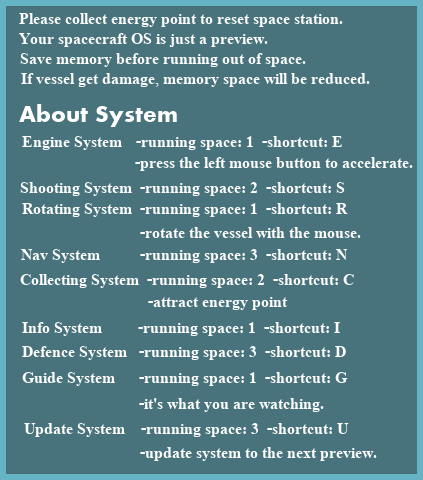 Please collect energy point to reset space station.
Your spacecraft OS is just a preview.
Save memory before running out of space.
If vessel get damage, memory space will be reduced.
About System
Engine System -running space: 1 -shortcut: E
-press the left mouse button to accelerate.
Shooting System -running space: 2 -shortcut: S
Rotating System -running space: 1 -shortcut: R
-rotate the vessel with the mouse.
Nav System -running space: 3 -shortcut: N
Collecting System -running space: 2 -shortcut: C
-attract energy point
Info System -running space: 1 -shortcut: I
Defence System -running space: 3 -shortcut: D
Guide System -running space: 1 -shortcut: G
-it's what you are watching.
Update System -running space: 3 -shortcut: U
-update system to the next preview.